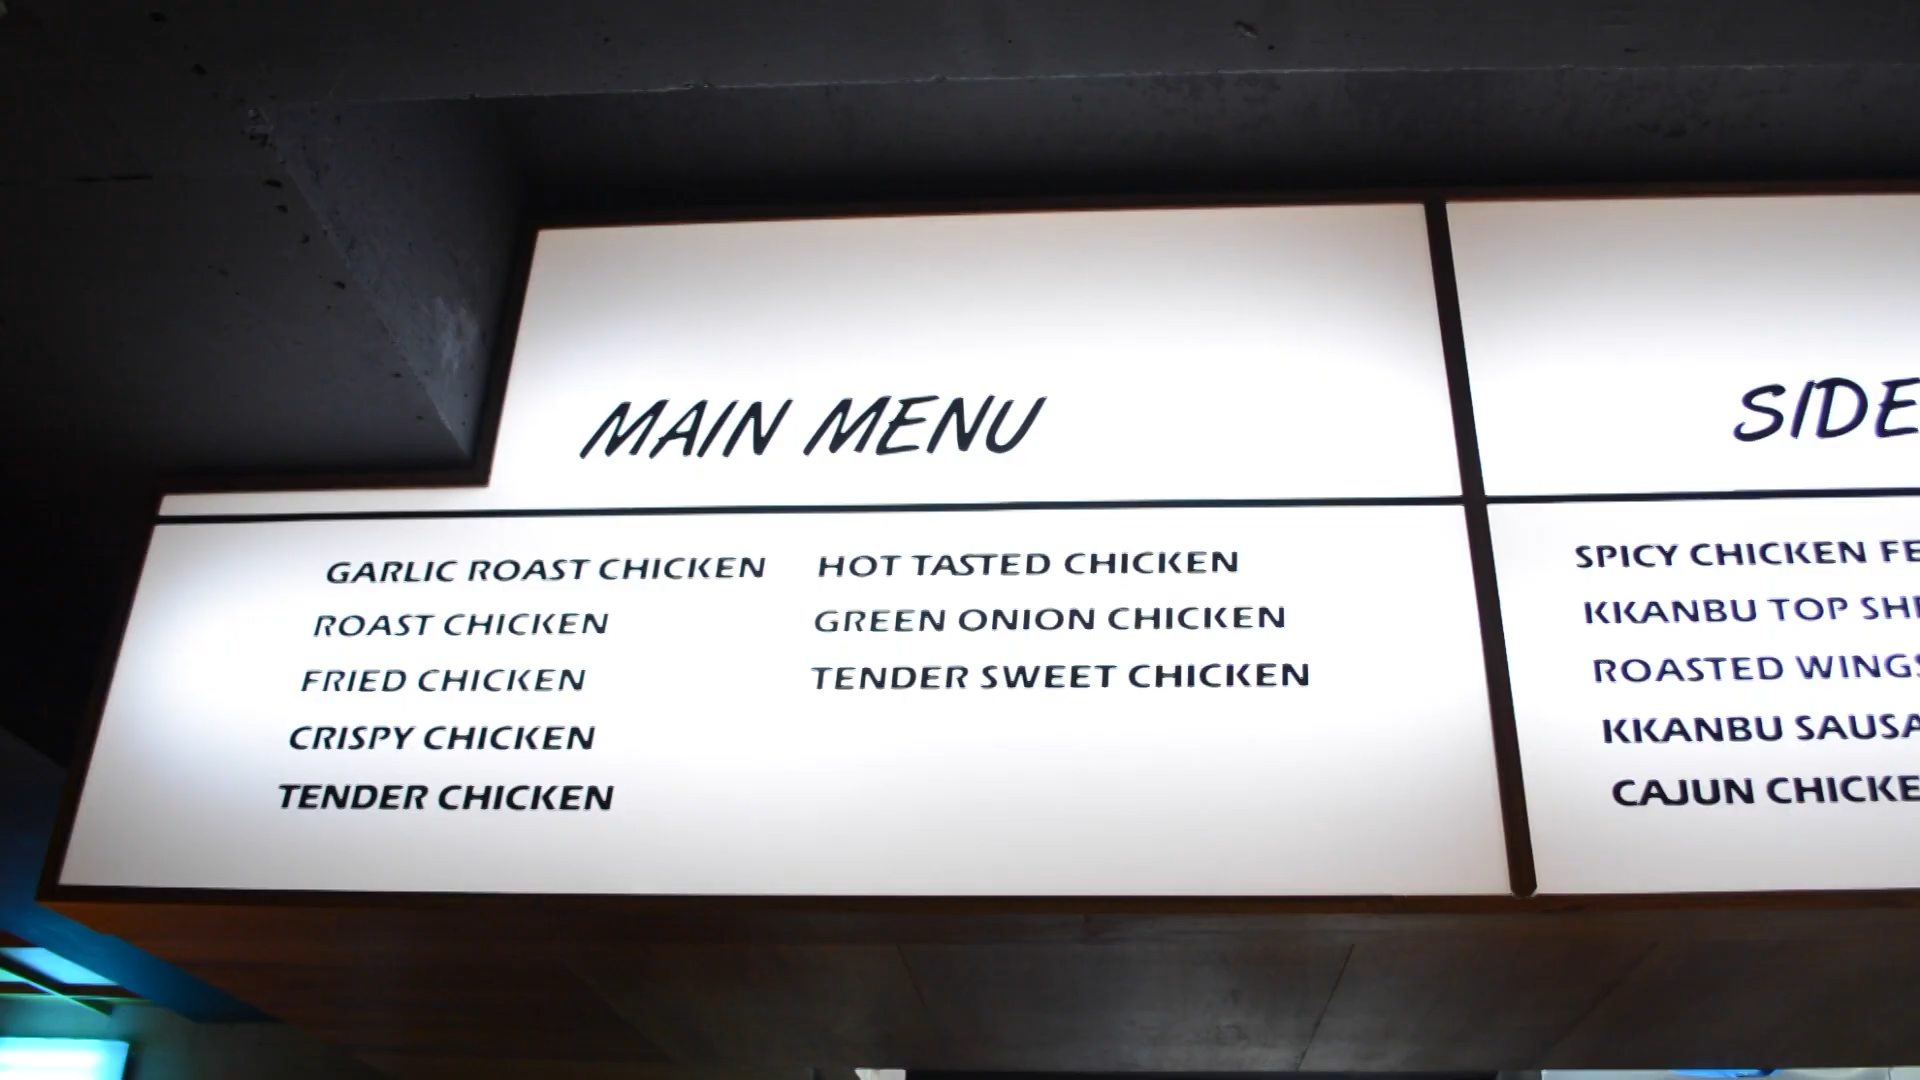 MAIN MENU
GARLIC ROAST CHICKEN
ROAST CHICKEN
FRIED CHICKEN
CRISPY CHICKEN
TENDER CHICKEN
HOT TASTED CHICKEN
GREEN ONION CHICKEN
TENDER SWEET CHICKEN
SIDE
SPICY CHICKEN
KKANBU TOP
ROASTED WINGS
KKANBU
CAJUN